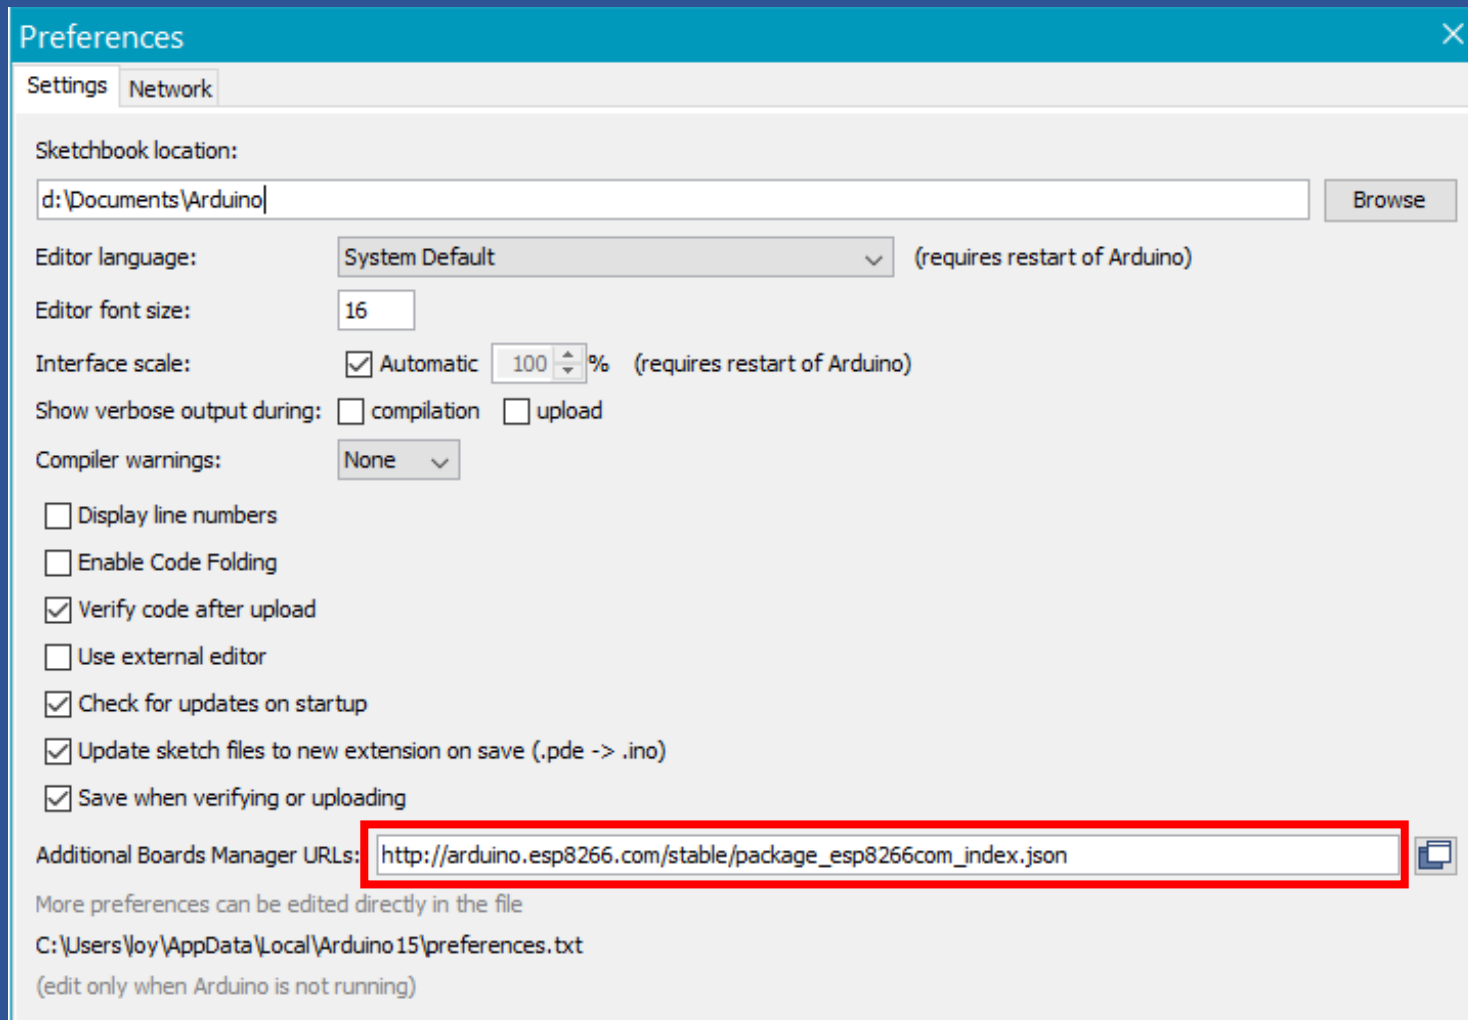 Preferences
Settings Network
Sketchbook location:
d:\Documents\Arduino Browse
Editor language: System Default (requires restart of Arduino)
Editor font size: 16
Interface scale: Automatic 100 % (requires restart of Arduino)
Show verbose output during: compilation upload
Compiler warnings: None
Display line numbers
Enable Code Folding
Verify code after upload
Use external editor
Check for updates on startup
Update sketch files to new extension on save (.pde -> .ino)
Save when verifying or uploading
Additional Boards Manager URLs: http://arduino.esp8266.com/stable/package_esp8266com_index.json
More preferences can be edited directly in the file
C:\Users\loy\AppData\Local\Arduino15\preferences.txt
(edit only when Arduino is not running)